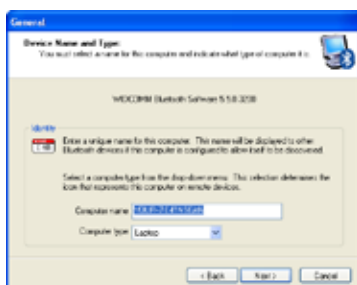 General
Device Name and Type:
You must select a name for this computer and indicate what type of computer it is.
WIDCOMM Bluetooth Software 5.5.0.3200
Identity
Enter a unique name for this computer. This name will be displayed to other
Bluetooth devices if this computer is configured to allow itself to be discovered.
Select a computer type from the drop-down menu. This selection determines the
icon that represents this computer on remote devices.
Computer name:
Computer type: Laptop
< Back Next > Cancel